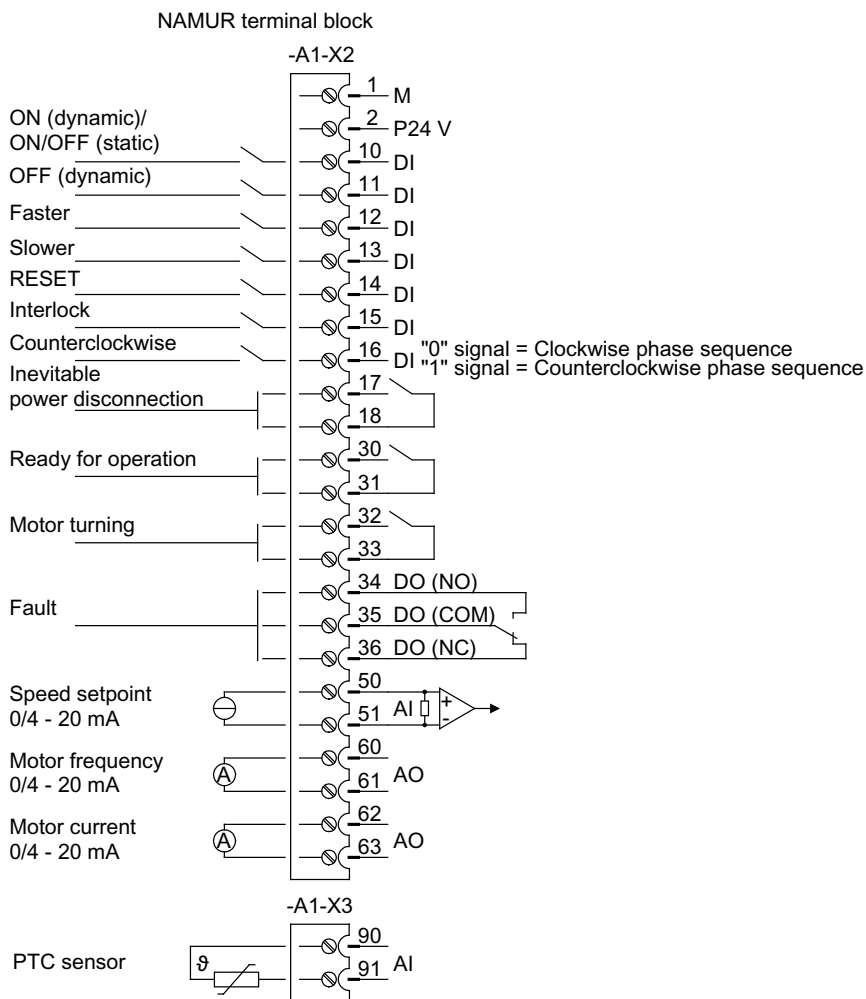 NAMUR terminal block
-A1-X2
1 M
2 P24 V
ON (dynamic)/
ON/OFF (static)
10 DI
OFF (dynamic)
11 DI
Faster
12 DI
Slower
13 DI
RESET
14 DI
Interlock
15 DI
Counterclockwise
16 DI "0" signal = Clockwise phase sequence
"1" signal = Counterclockwise phase sequence
Inevitable
power disconnection
17
18
Ready for operation
30
31
Motor turning
32
33
Fault
34 DO (NO)
35 DO (COM)
36 DO (NC)
Speed setpoint
0/4 - 20 mA
50
51 AI + -
Motor frequency
0/4 - 20 mA
A
60
61 AO
Motor current
0/4 - 20 mA
A
62
63 AO
-A1-X3
PTC sensor
ϑ
90
91 AI